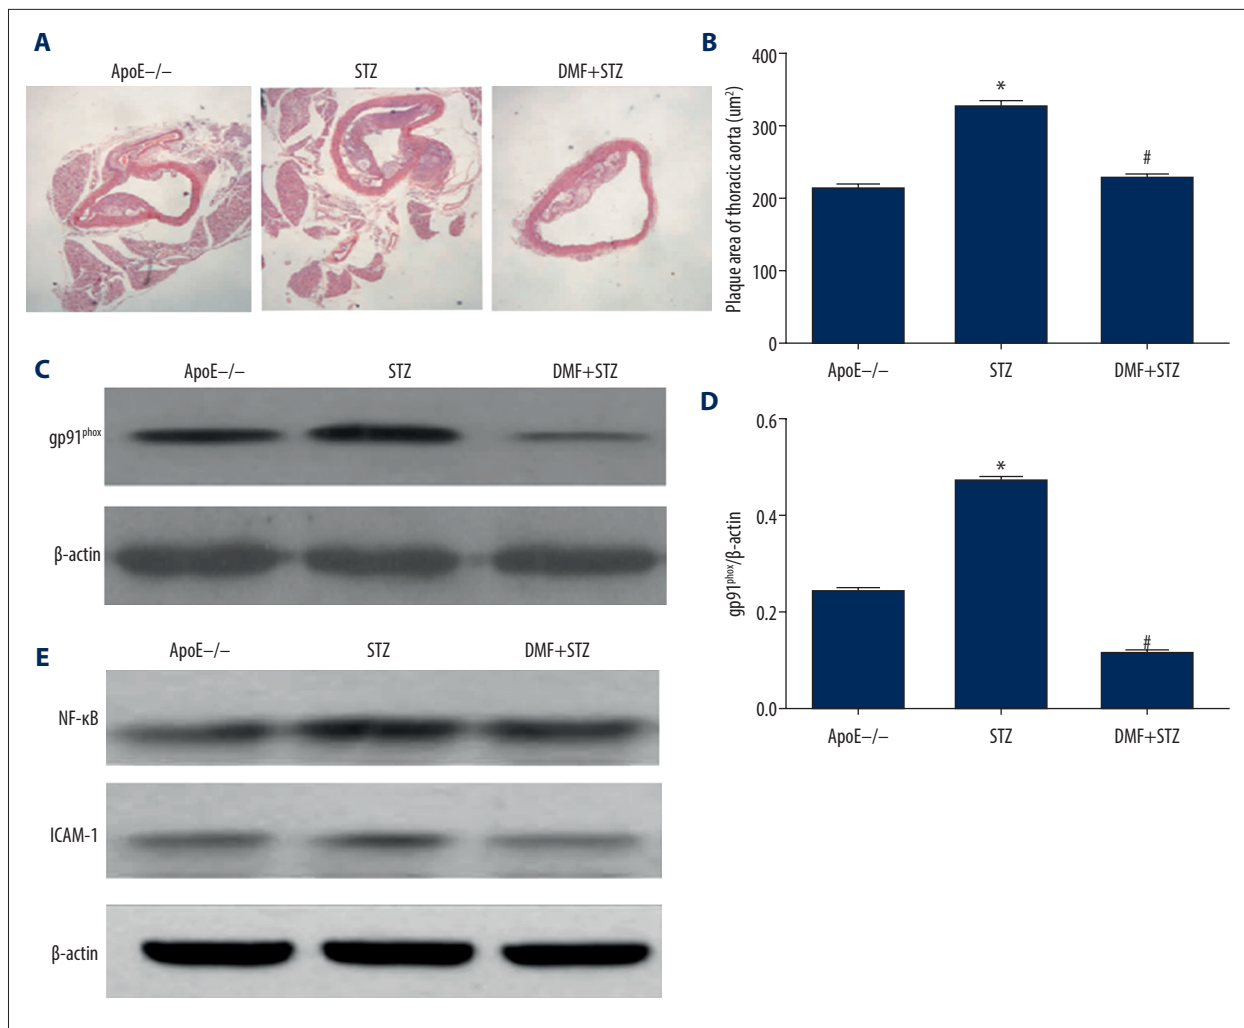 A
ApoE–/–
STZ
DMF+STZ
B
Plaque area of thoracic aorta (um²)
400
300
200
100
0
*
#
ApoE–/–
STZ
DMF+STZ
C
ApoE–/–
STZ
DMF+STZ
gp91phox
β-actin
D
gp91phox/β-actin
0.6
0.4
0.2
0.0
*
#
ApoE–/–
STZ
DMF+STZ
E
ApoE–/–
STZ
DMF+STZ
NF-κB
ICAM-1
β-actin